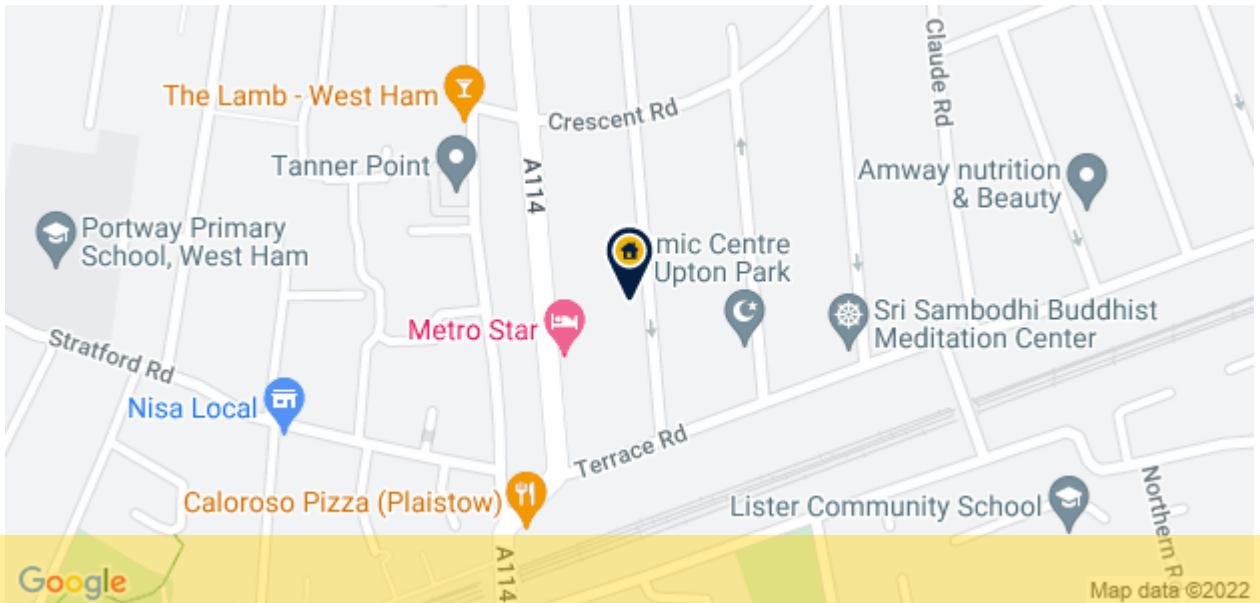 Claude Rd
The Lamb - West Ham
Crescent Rd
Tanner Point
A114
Amway nutrition
& Beauty
Portway Primary
School, West Ham
mic Centre
Upton Park
Sri Sambodhi Buddhist
Meditation Center
Metro Star
Stratford Rd
Nisa Local
Terrace Rd
Caloroso Pizza (Plaistow)
Lister Community School
Northern R
A114
Google
Map data ©2022